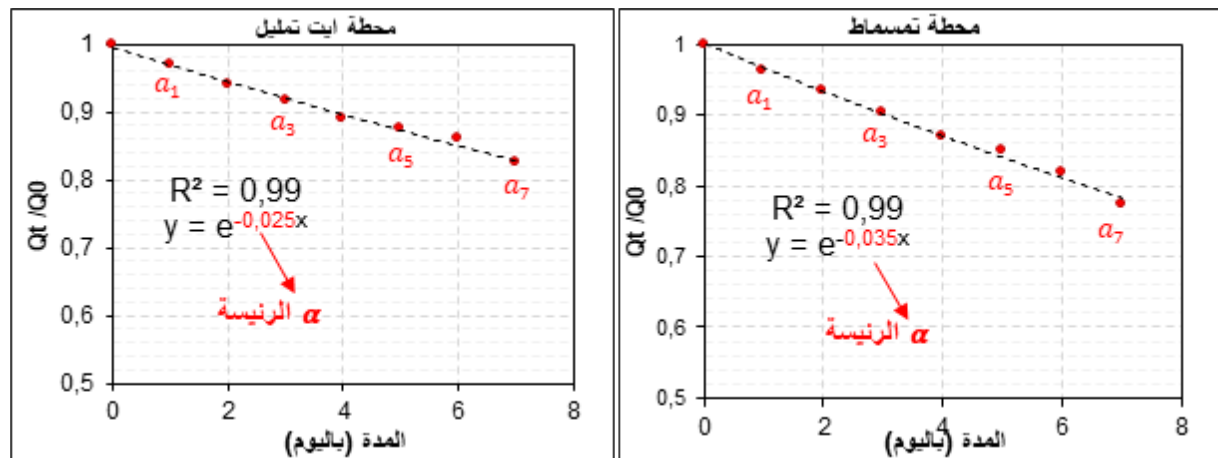 محطة ايت تمليل
Qt /Q0
1
0,9
0,8
0,7
0,6
0,5
a1
a3
a5
a7
R² = 0,99
y = e-0,025x
α الرئيسة
0 2 4 6 8
المدة (باليوم)
محطة تمسماط
Qt /Q0
1
0,9
0,8
0,7
0,6
0,5
a1
a3
a5
a7
R² = 0,99
y = e-0,035x
α الرئيسة
0 2 4 6 8
المدة (باليوم)